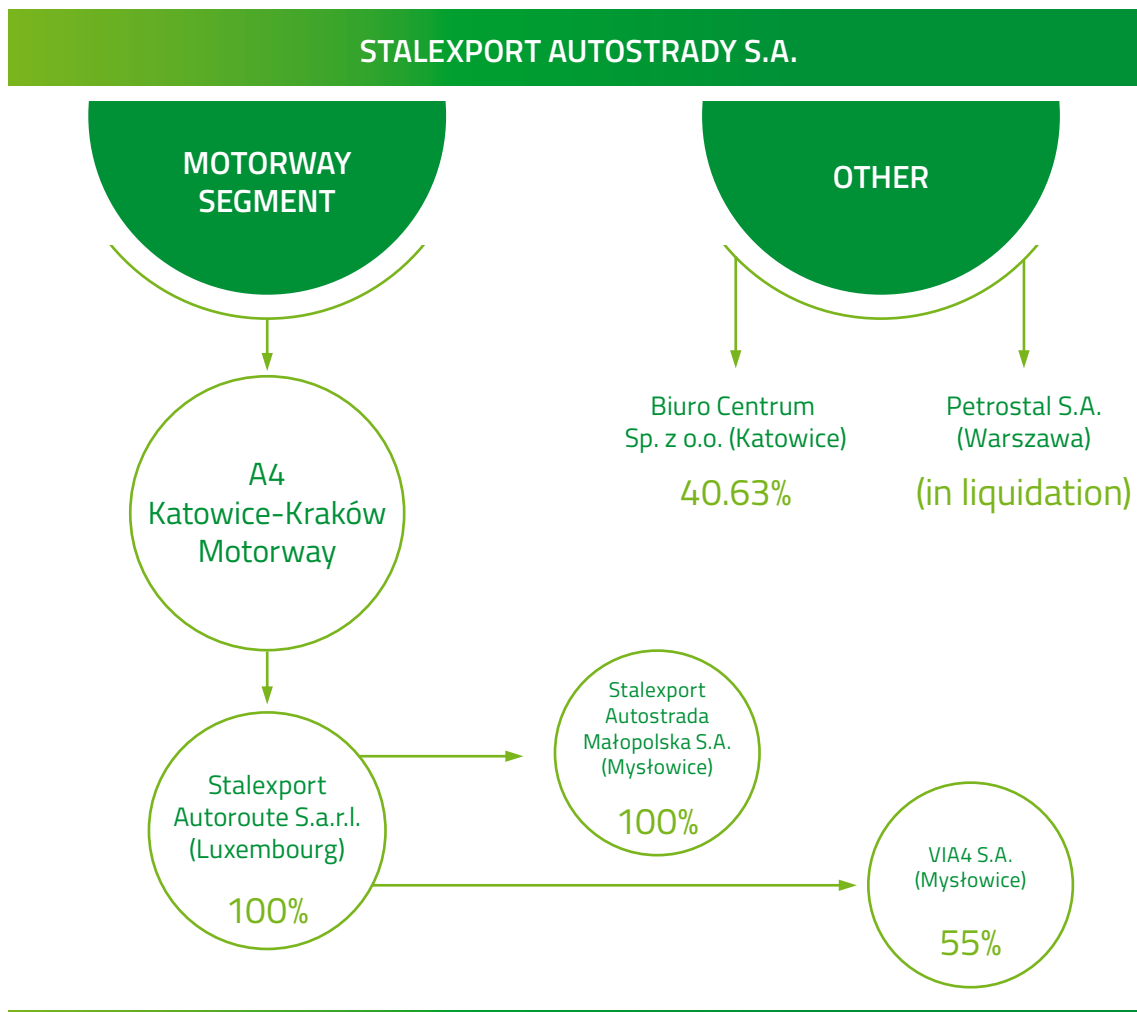 STALEXPORT AUTOSTRADY S.A.
MOTORWAY
SEGMENT
OTHER
Biuro Centrum
Sp. z o.o. (Katowice)
40.63%
Petrostal S.A.
(Warszawa)
(in liquidation)
A4
Katowice-Kraków
Motorway
Stalexport
Autostrada
Małopolska S.A.
(Mysłowice)
100%
Stalexport
Autoroute S.a.r.l.
(Luxembourg)
100%
VIA4 S.A.
(Mysłowice)
55%